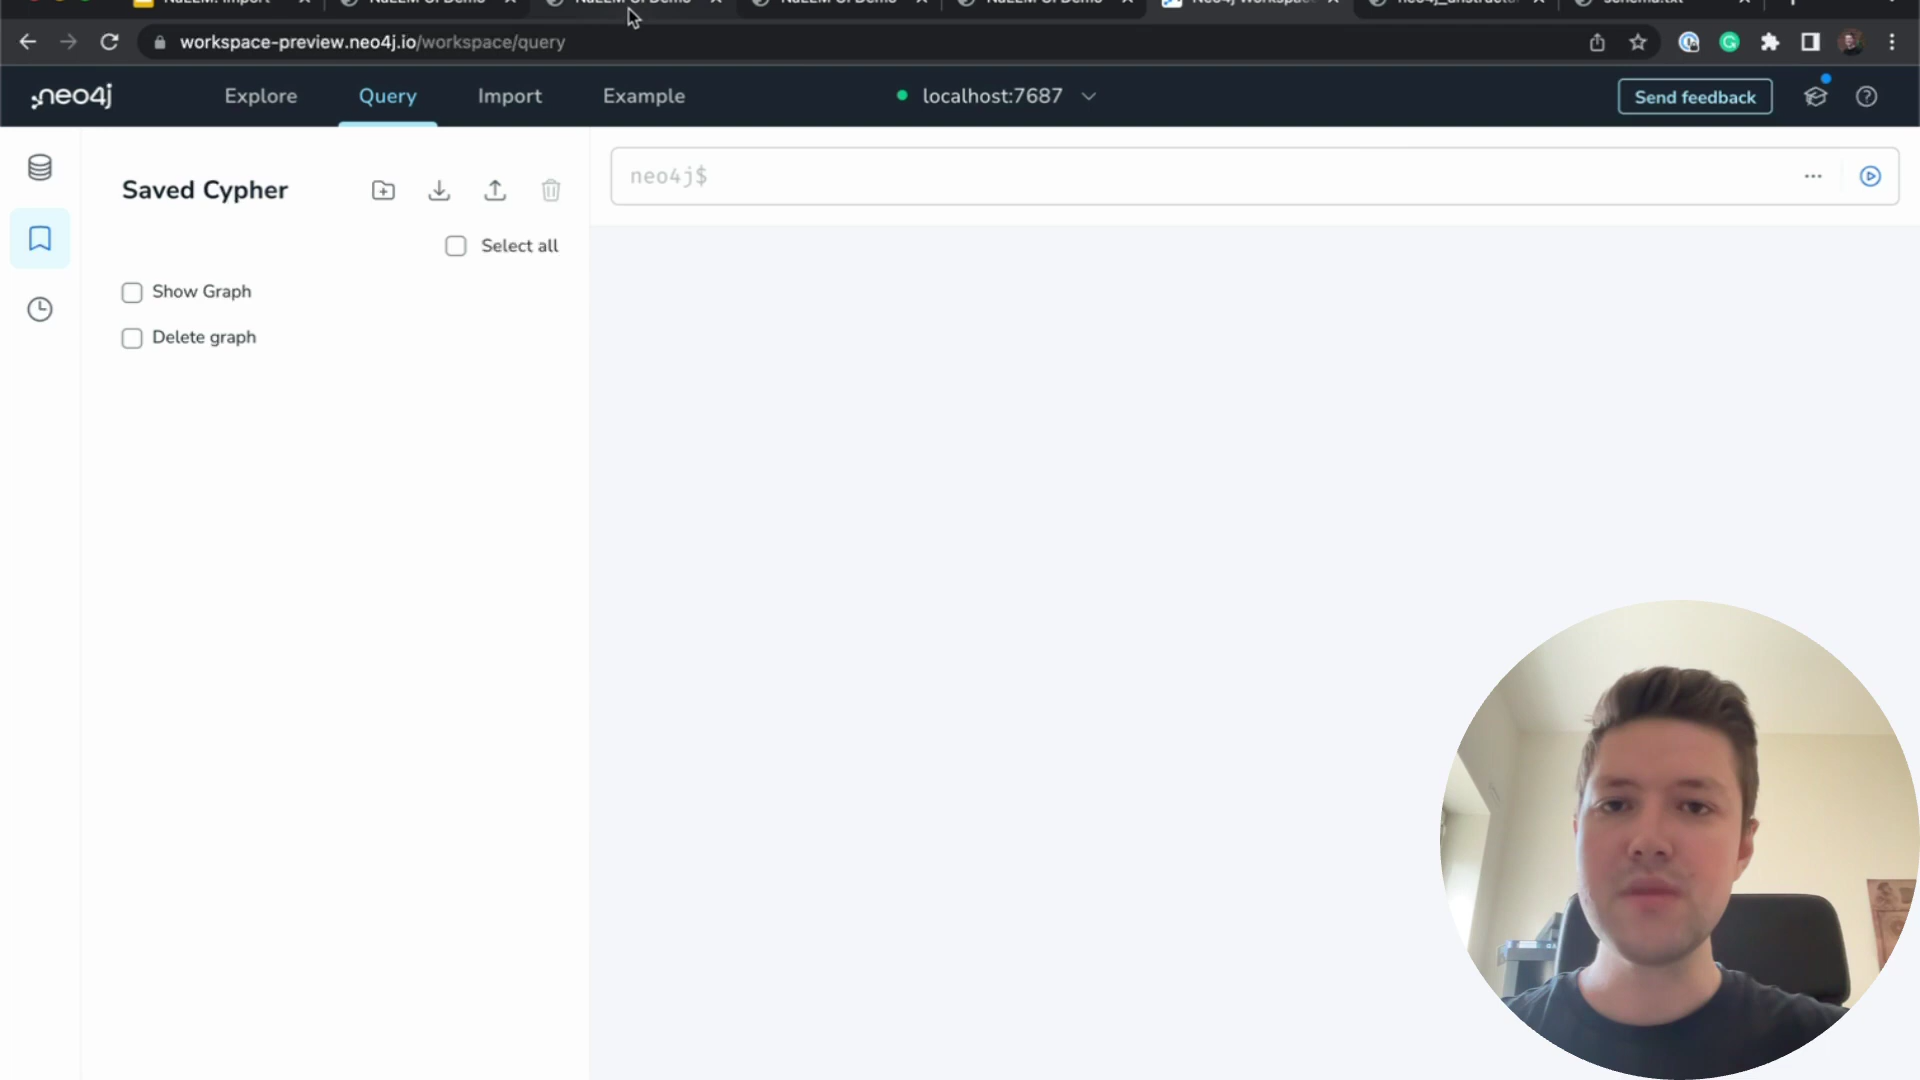 workspace-preview.neo4j.io/workspace/query
neo4j
Explore
Query
Import
Example
localhost:7687
Send feedback
Saved Cypher
Select all
Show Graph
Delete graph
neo4j$